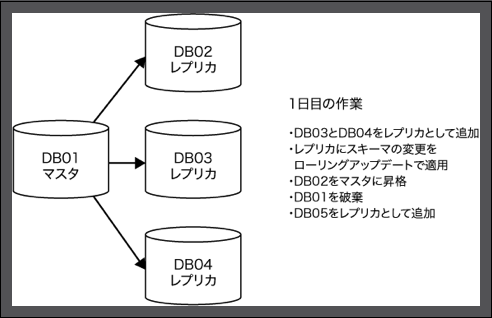 DB02
レプリカ
DB01
マスタ
DB03
レプリカ
DB04
レプリカ
1日目の作業
・DB03とDB04をレプリカとして追加
・レプリカにスキーマの変更を
ローリングアップデートで適用
・DB02をマスタに昇格
・DB01を破棄
・DB05をレプリカとして追加